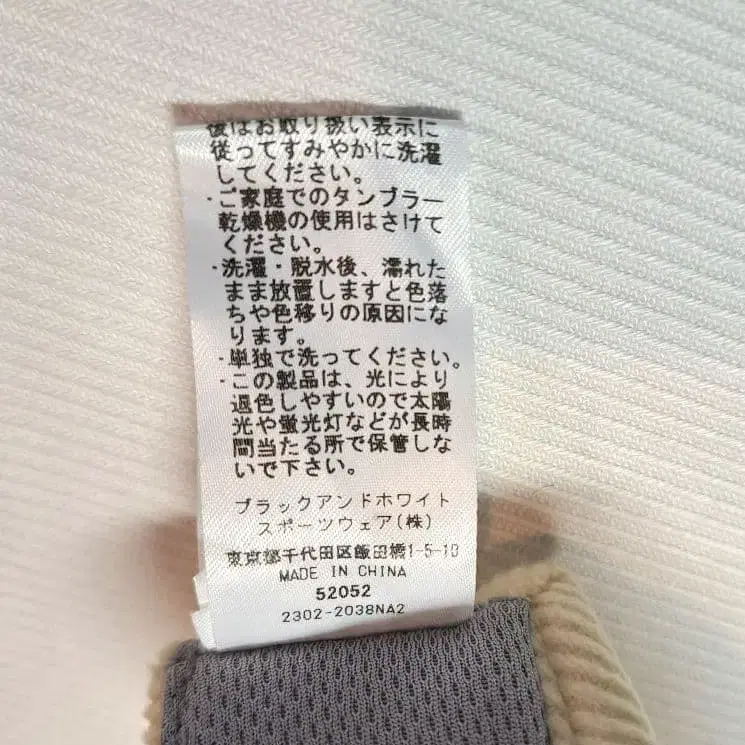 後はお取り扱い表示に
従ってすみやかに洗濯
してください。
・ご家庭でのタンブラー
乾燥機の使用はさけて
ください。
・洗濯・脱水後、濡れた
まま放置しますと色落
ちや色移りの原因にな
ります。
・単独で洗ってください。
・この製品は、光により
退色しやすいので太陽
光や蛍光灯などが長時
間当たる所で保管しな
いで下さい。
ブラックアンドホワイト
スポーツウェア(株)
東京都千代田区飯田橋1-5-10
MADE IN CHINA
52052
2302-2038NA2